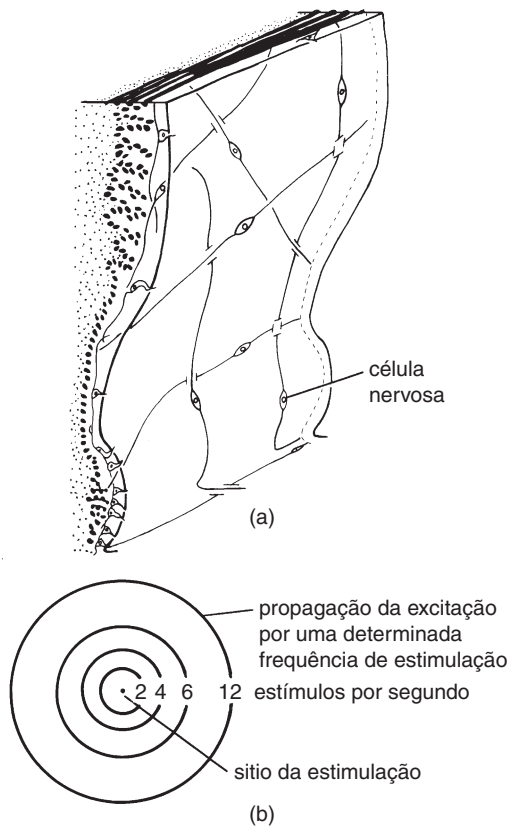 célula
nervosa
(a)
propagação da excitação
por uma determinada
frequência de estimulação
2 4 6 12 estímulos por segundo
sitio da estimulação
(b)